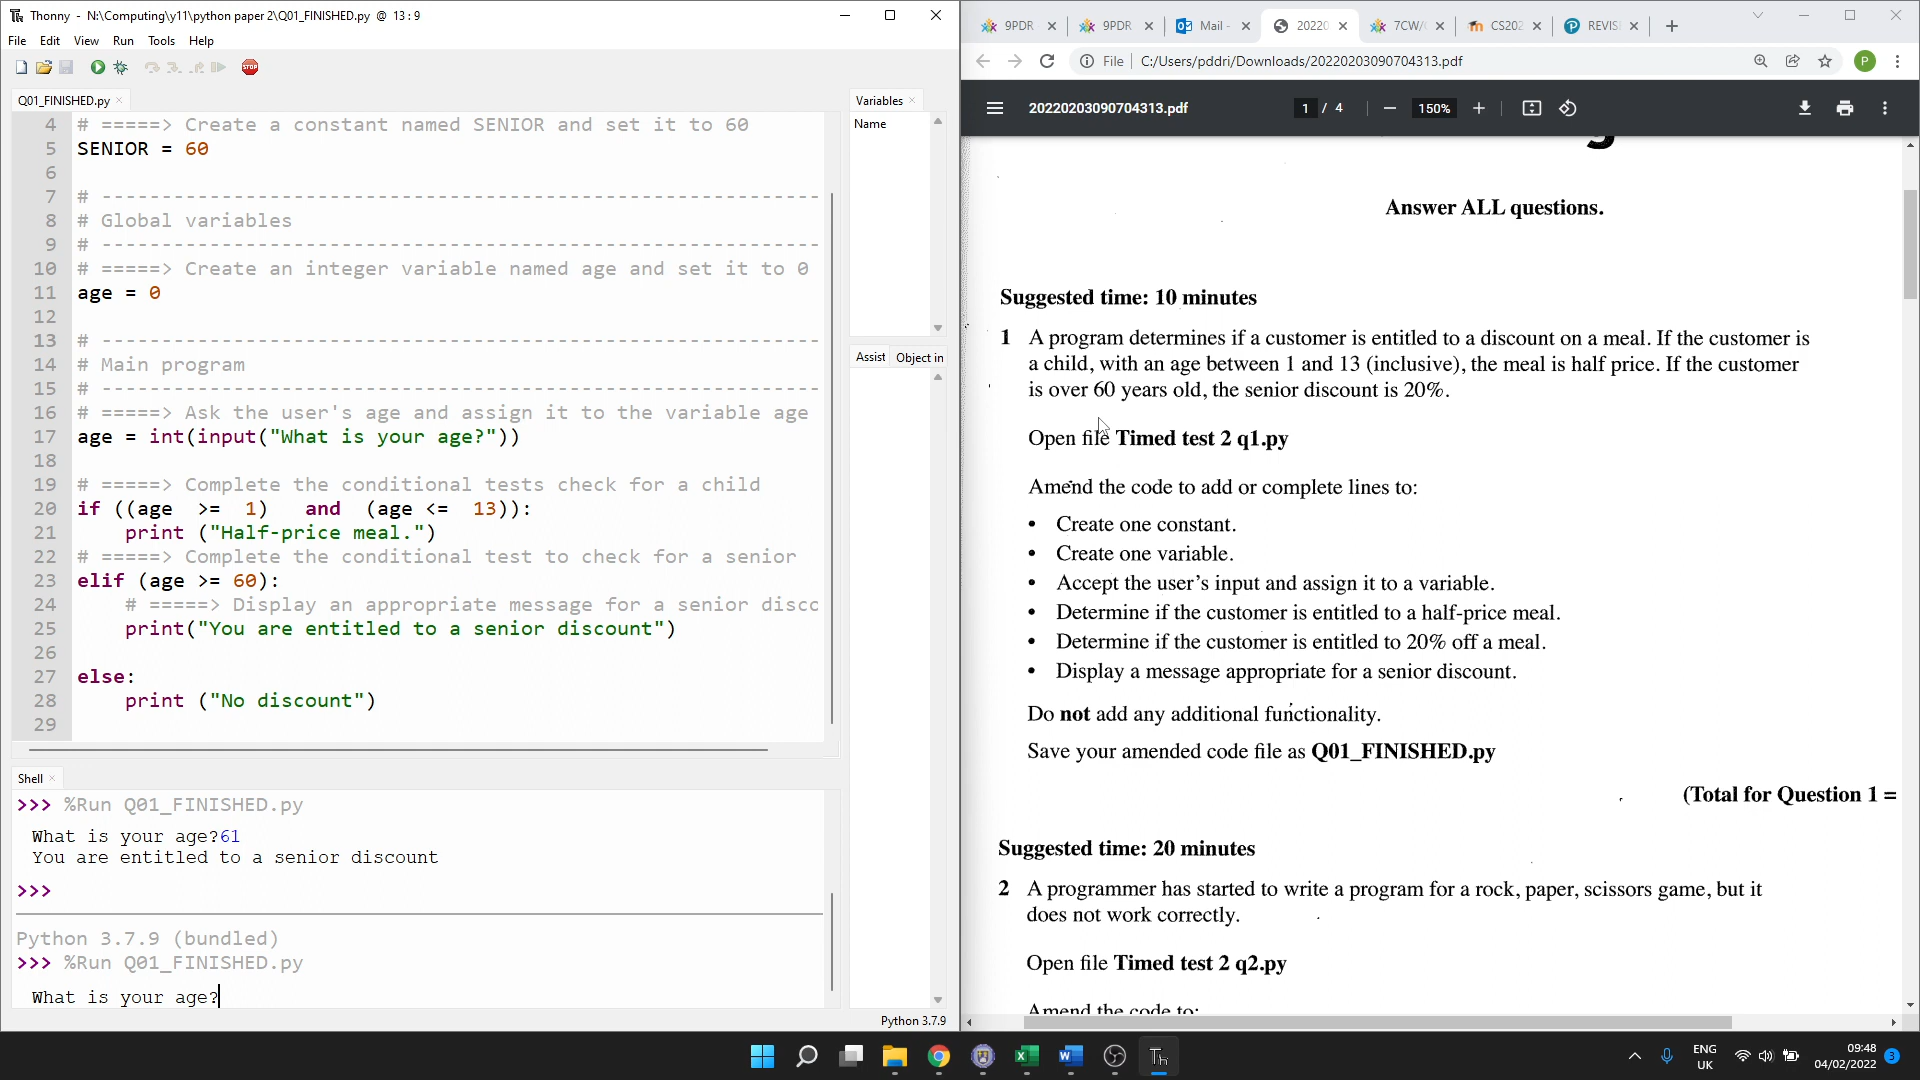 Thonny - N:\Computing\y11\python paper 2\Q01_FINISHED.py @ 13 : 9
File Edit View Run Tools Help
STOP
Q01_FINISHED.py ×
4 # =====> Create a constant named SENIOR and set it to 60
5 SENIOR = 60
6
7 # ------------------------------------------------------------
8 # Global variables
9 # ------------------------------------------------------------
10 # =====> Create an integer variable named age and set it to 0
11 age = 0
12
13 # ------------------------------------------------------------
14 # Main program
15 # ------------------------------------------------------------
16 # =====> Ask the user's age and assign it to the variable age
17 age = int(input("What is your age?"))
18
19 # =====> Complete the conditional tests check for a child
20 if ((age >= 1) and (age <= 13)):
21 print ("Half-price meal.")
22 # =====> Complete the conditional test to check for a senior
23 elif (age >= 60):
24 # =====> Display an appropriate message for a senior disco
25 print("You are entitled to a senior discount")
26
27 else:
28 print ("No discount")
29
Variables ×
Name
Assist Object in
Shell ×
>>> %Run Q01_FINISHED.py
What is your age?61
You are entitled to a senior discount
>>>
Python 3.7.9 (bundled)
>>> %Run Q01_FINISHED.py
What is your age?
Python 3.7.9
9PDR 9PDR Mail - 20220 7CW/ CS202 REVIS
File C:/Users/pddri/Downloads/20220203090704313.pdf
P
20220203090704313.pdf 1 / 4 150%
Answer ALL questions.
Suggested time: 10 minutes
1 A program determines if a customer is entitled to a discount on a meal. If the customer is
a child, with an age between 1 and 13 (inclusive), the meal is half price. If the customer
is over 60 years old, the senior discount is 20%.
Open file Timed test 2 q1.py
Amend the code to add or complete lines to:
• Create one constant.
• Create one variable.
• Accept the user's input and assign it to a variable.
• Determine if the customer is entitled to a half-price meal.
• Determine if the customer is entitled to 20% off a meal.
• Display a message appropriate for a senior discount.
Do not add any additional functionality.
Save your amended code file as Q01_FINISHED.py
(Total for Question 1 =
Suggested time: 20 minutes
2 A programmer has started to write a program for a rock, paper, scissors game, but it
does not work correctly.
Open file Timed test 2 q2.py
Amend the code to:
ENG
UK
09:48
04/02/2022
3